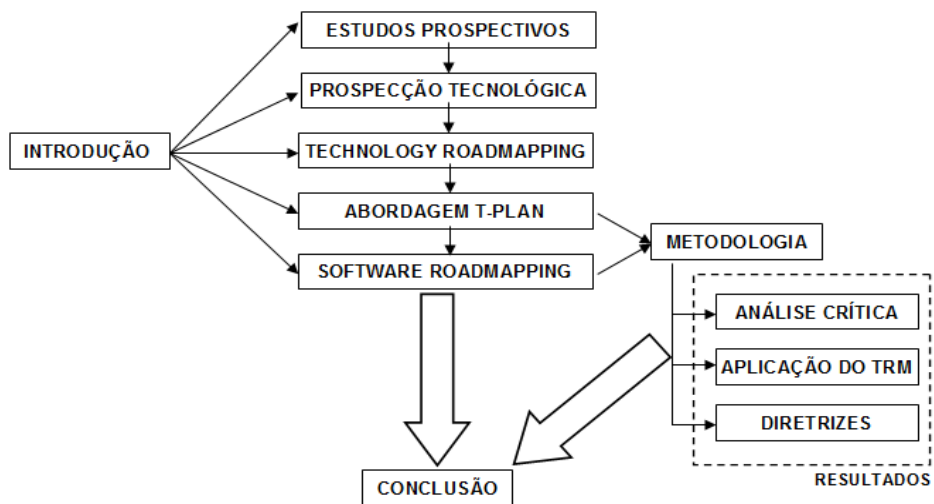 ESTUDOS PROSPECTIVOS
PROSPECÇÃO TECNOLÓGICA
INTRODUÇÃO
TECHNOLOGY ROADMAPPING
ABORDAGEM T-PLAN
METODOLOGIA
SOFTWARE ROADMAPPING
ANÁLISE CRÍTICA
APLICAÇÃO DO TRM
DIRETRIZES
RESULTADOS
CONCLUSÃO